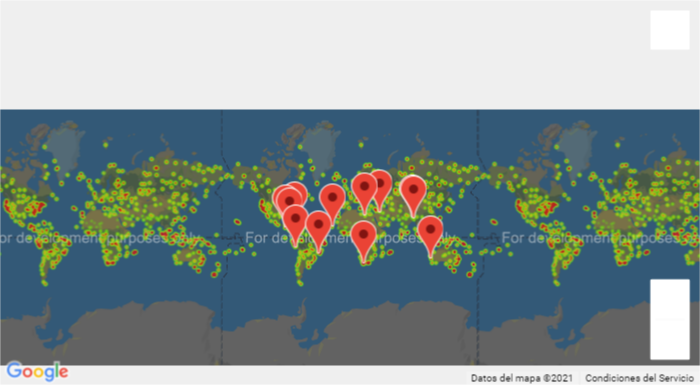 For development purposes only
For development purposes only
For development purposes only
Google
Datos del mapa ©2021 Condiciones del Servicio